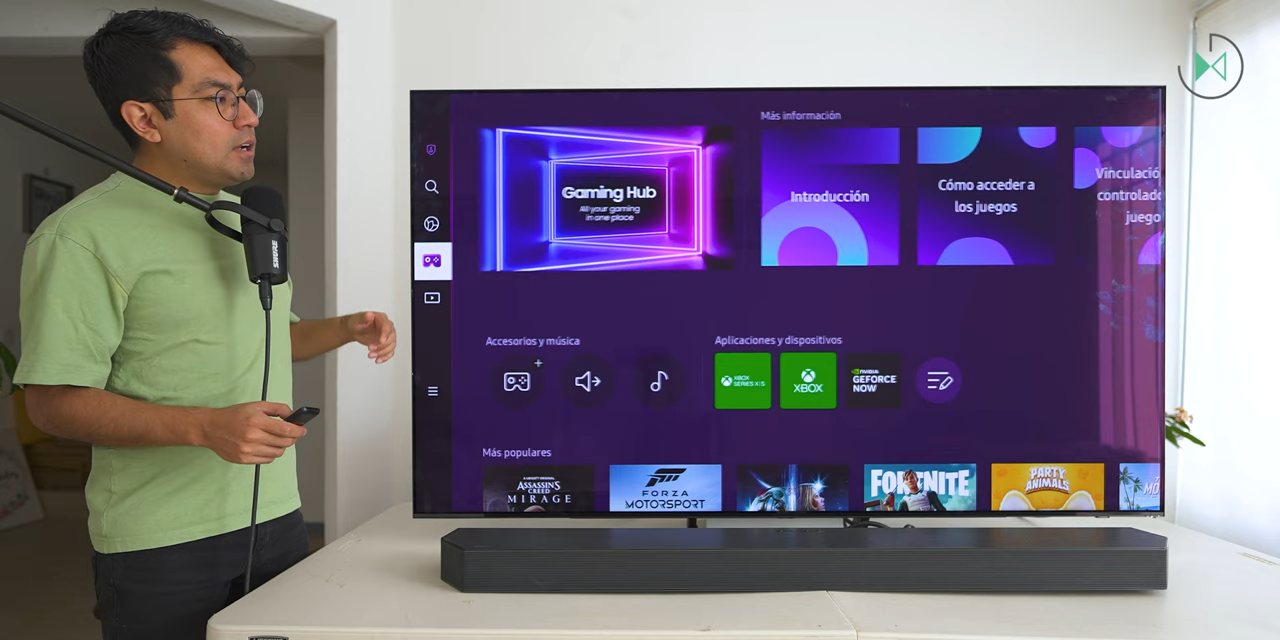 SHURE
Más información
Gaming Hub
All your gaming
in one place
Introducción
Cómo acceder a
los juegos
Vinculació
controlado
juego
Accesorios y música
Aplicaciones y dispositivos
XBOX
SERIES X|S
XBOX
NVIDIA
GEFORCE
NOW
Más populares
ASSASSIN'S
CREED
MIRAGE
FORZA
MOTORSPORT
FORTNITE
PARTY
ANIMALS
MO